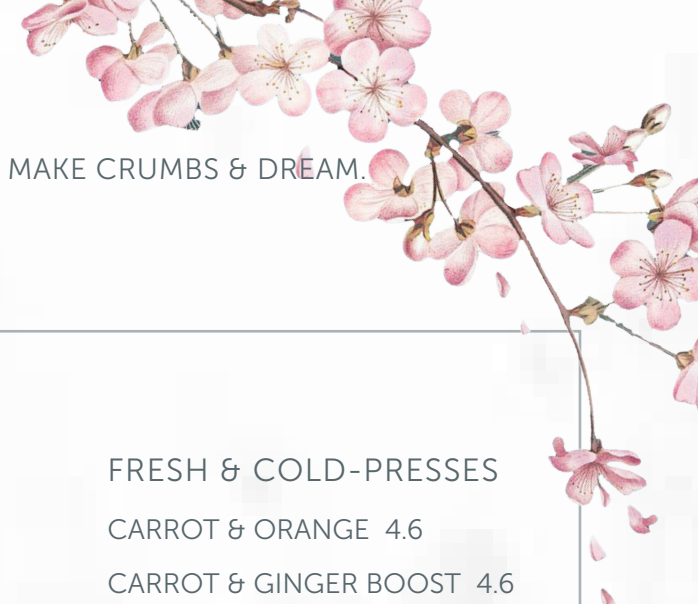 MAKE CRUMBS & DREAM.
FRESH & COLD-PRESSES
CARROT & ORANGE 4.6
CARROT & GINGER BOOST 4.6